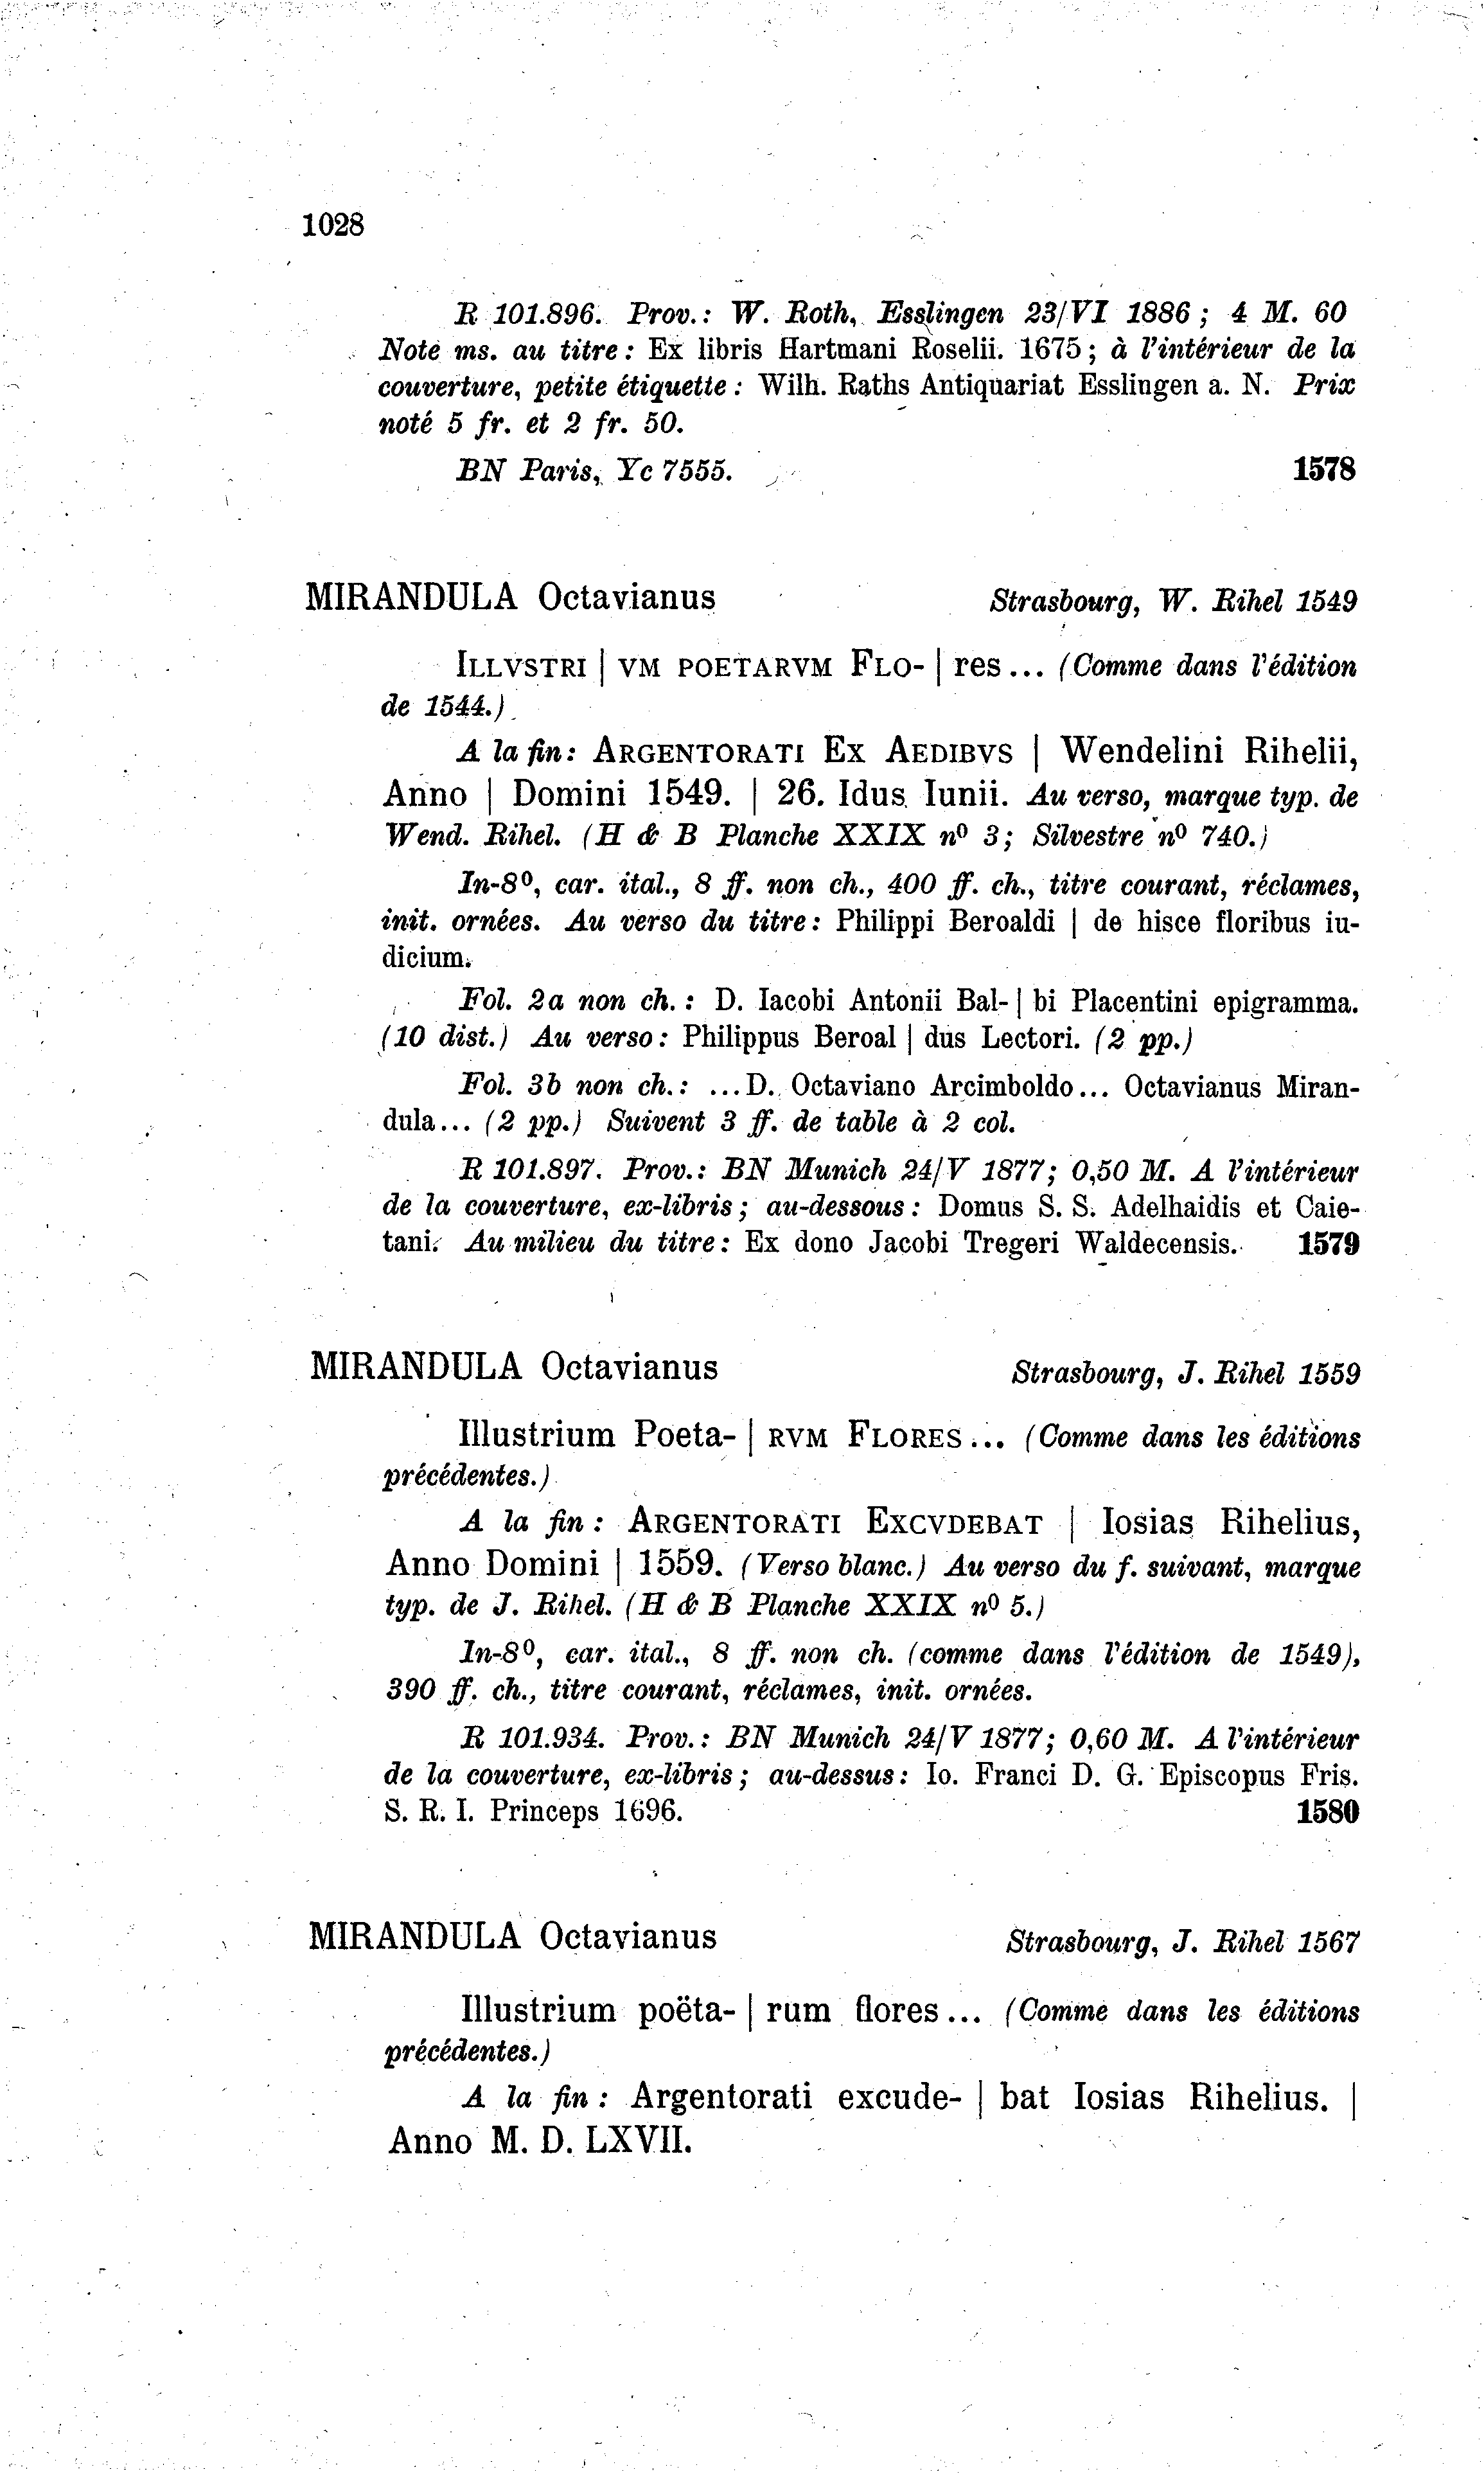 1028
R 101.896. Prov.: W. Roth, Esslingen 23/VI 1886; 4 M. 60
Note ms. au titre: Ex libris Hartmani Roselii. 1675; à l'intérieur de la
couverture, petite étiquette: Wilh. Raths Antiquariat Esslingen a. N. Prix
noté 5 fr. et 2 fr. 50.
BN Paris, Yc 7555. 1578
MIRANDULA Octavianus Strasbourg, W. Rihel 1549
ILLVSTRI | VM POETARVM FLO- | res... (Comme dans l'édition
de 1544.)
A la fin: ARGENTORATI EX AEDIBVS | Wendelini Rihelii,
Anno | Domini 1549. | 26. Idus Iunii. Au verso, marque typ. de
Wend. Rihel. (H & B Planche XXIX nº 3; Silvestre nº 740.)
In-8º, car. ital., 8 ff. non ch., 400 ff. ch., titre courant, réclames,
init. ornées. Au verso du titre: Philippi Beroaldi | de hisce floribus iu-
dicium.
Fol. 2a non ch.: D. Iacobi Antonii Bal- | bi Placentini epigramma.
(10 dist.) Au verso: Philippus Beroal | dus Lectori. (2 pp.)
Fol. 3b non ch.: ...D. Octaviano Arcimboldo... Octavianus Miran-
dula... (2 pp.) Suivent 3 ff. de table à 2 col.
R 101.897. Prov.: BN Munich 24/V 1877; 0,50 M. A l'intérieur
de la couverture, ex-libris; au-dessous: Domus S. S. Adelhaidis et Caie-
tani. Au milieu du titre: Ex dono Jacobi Tregeri Waldecensis. 1579
MIRANDULA Octavianus Strasbourg, J. Rihel 1559
Illustrium Poeta- | RVM FLORES... (Comme dans les éditions
précédentes.)
A la fin: ARGENTORATI EXCVDEBAT | Iosias Rihelius,
Anno Domini | 1559. (Verso blanc.) Au verso du f. suivant, marque
typ. de J. Rihel. (H & B Planche XXIX nº 5.)
In-8º, car. ital., 8 ff. non ch. (comme dans l'édition de 1549),
390 ff. ch., titre courant, réclames, init. ornées.
R 101.934. Prov.: BN Munich 24/V 1877; 0,60 M. A l'intérieur
de la couverture, ex-libris; au-dessus: Io. Franci D. G. Episcopus Fris.
S. R. I. Princeps 1696. 1580
MIRANDULA Octavianus Strasbourg, J. Rihel 1567
Illustrium poëta- | rum flores... (Comme dans les éditions
précédentes.)
A la fin: Argentorati excude- | bat Iosias Rihelius. |
Anno M. D. LXVII.